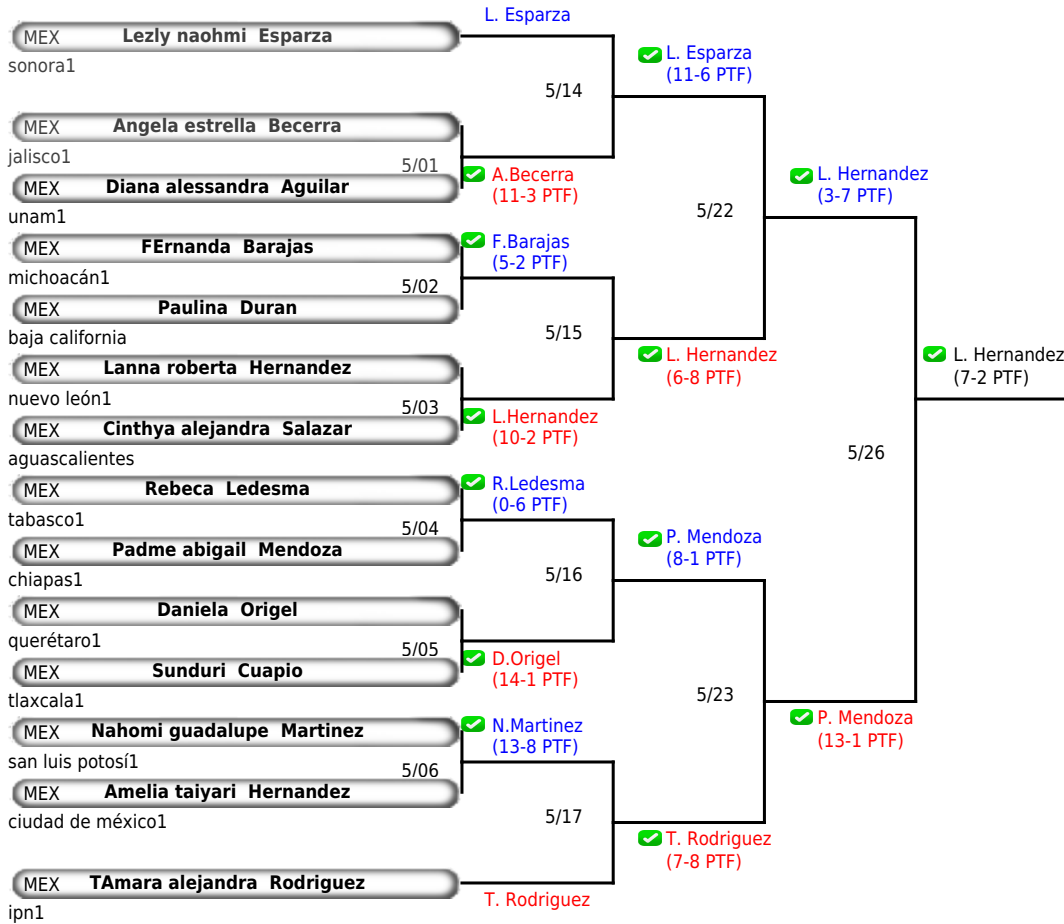 L. Esparza
MEX Lezly naohmi Esparza
sonora1
L. Esparza
(11-6 PTF)
5/14
MEX Angela estrella Becerra
jalisco1
5/01
A.Becerra
(11-3 PTF)
MEX Diana alessandra Aguilar
unam1
L. Hernandez
(3-7 PTF)
5/22
MEX FErnanda Barajas
michoacán1
F.Barajas
(5-2 PTF)
5/02
MEX Paulina Duran
baja california
5/15
MEX Lanna roberta Hernandez
nuevo león1
L. Hernandez
(6-8 PTF)
L. Hernandez
(7-2 PTF)
5/03
L.Hernandez
(10-2 PTF)
MEX Cinthya alejandra Salazar
aguascalientes
5/26
MEX Rebeca Ledesma
tabasco1
R.Ledesma
(0-6 PTF)
5/04
MEX Padme abigail Mendoza
chiapas1
P. Mendoza
(8-1 PTF)
5/16
MEX Daniela Origel
querétaro1
5/05
D.Origel
(14-1 PTF)
MEX Sunduri Cuapio
tlaxcala1
5/23
P. Mendoza
(13-1 PTF)
MEX Nahomi guadalupe Martinez
san luis potosí1
N.Martinez
(13-8 PTF)
5/06
MEX Amelia taiyari Hernandez
ciudad de méxico1
5/17
T. Rodriguez
(7-8 PTF)
MEX TAmara alejandra Rodriguez
ipn1
T. Rodriguez